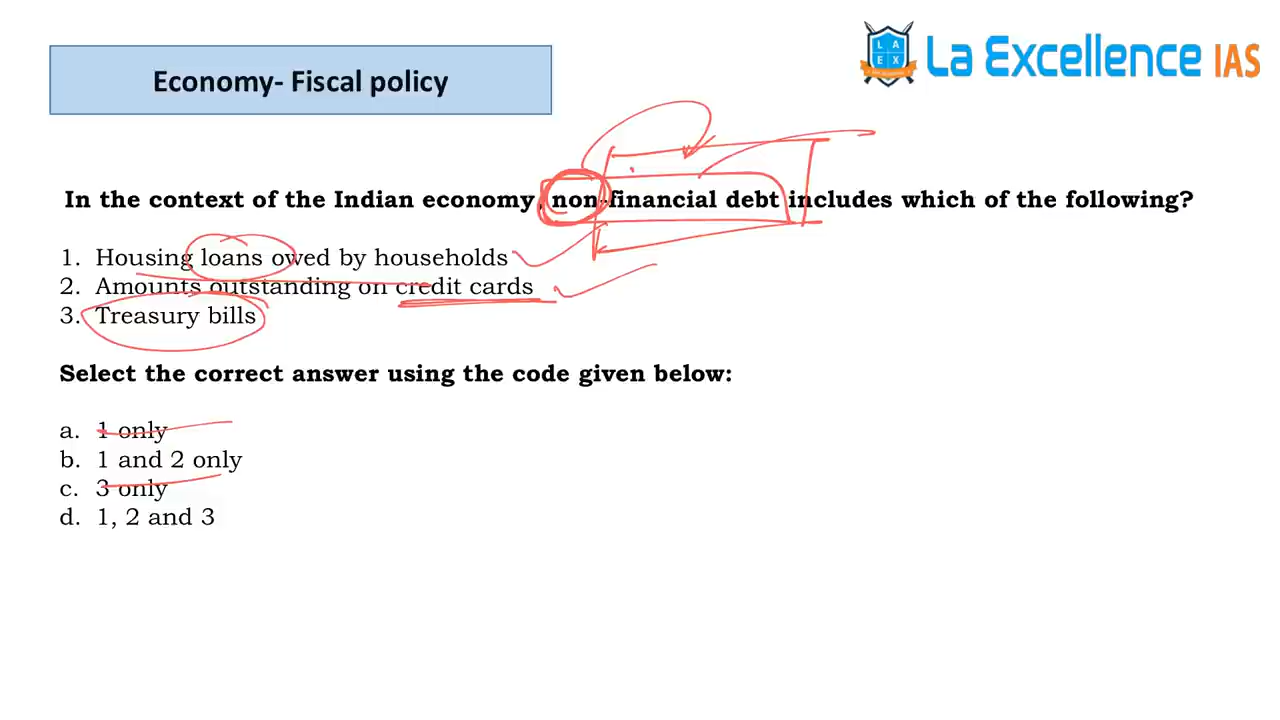 La Excellence IAS
LA
EX
Economy- Fiscal policy
In the context of the Indian economy, non-financial debt includes which of the following?
1. Housing loans owed by households
2. Amounts outstanding on credit cards
3. Treasury bills
Select the correct answer using the code given below:
a. 1 only
b. 1 and 2 only
c. 3 only
d. 1, 2 and 3